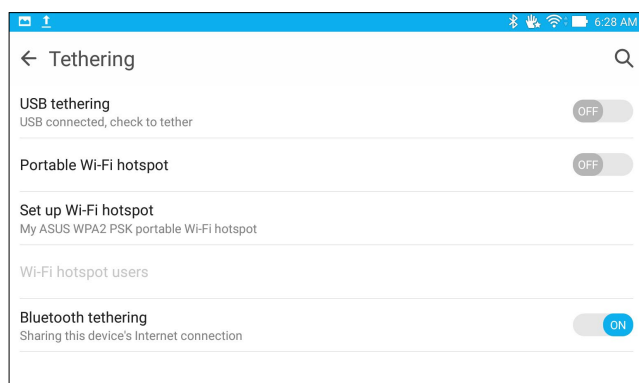 6:28 AM
Tethering
USB tethering
USB connected, check to tether
OFF
Portable Wi-Fi hotspot
OFF
Set up Wi-Fi hotspot
My ASUS WPA2 PSK portable Wi-Fi hotspot
Wi-Fi hotspot users
Bluetooth tethering
Sharing this device's Internet connection
ON